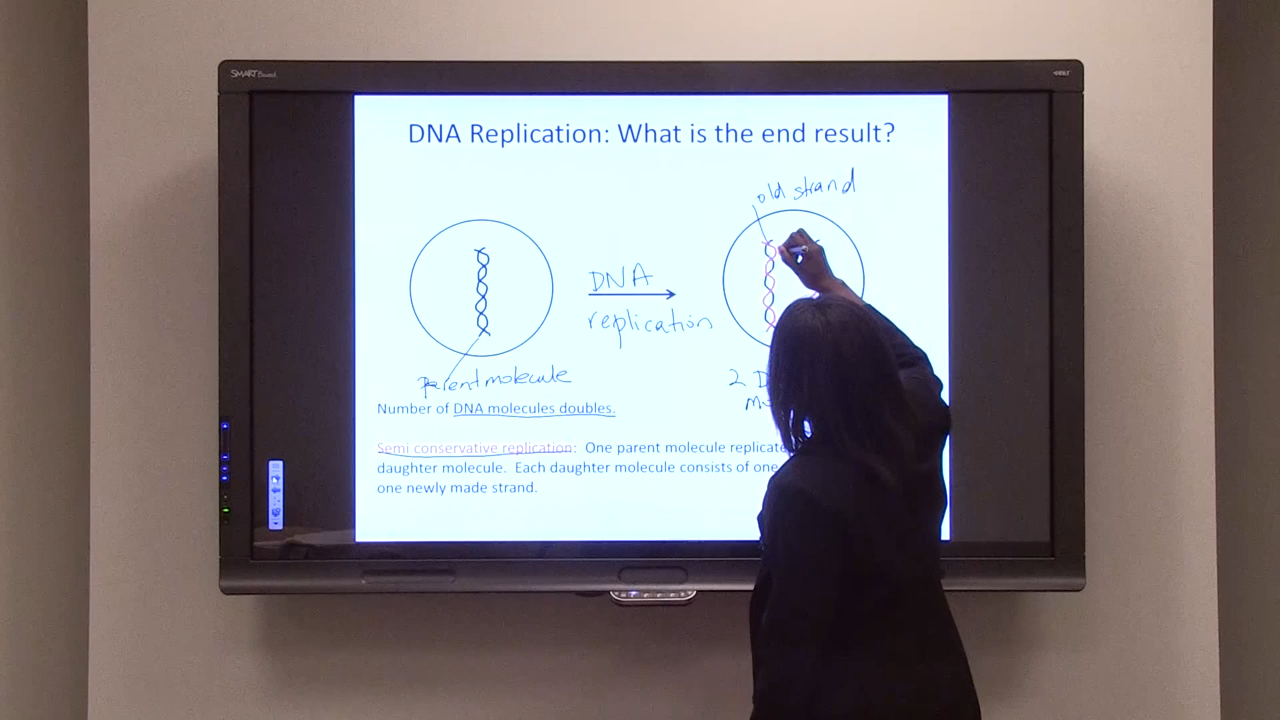 SMART Board
DNA Replication: What is the end result?
old strand
DNA
replication
Parent molecule
2 D
Number of DNA molecules doubles.
Semi conservative replication: One parent molecule replicate
daughter molecule. Each daughter molecule consists of one
one newly made strand.